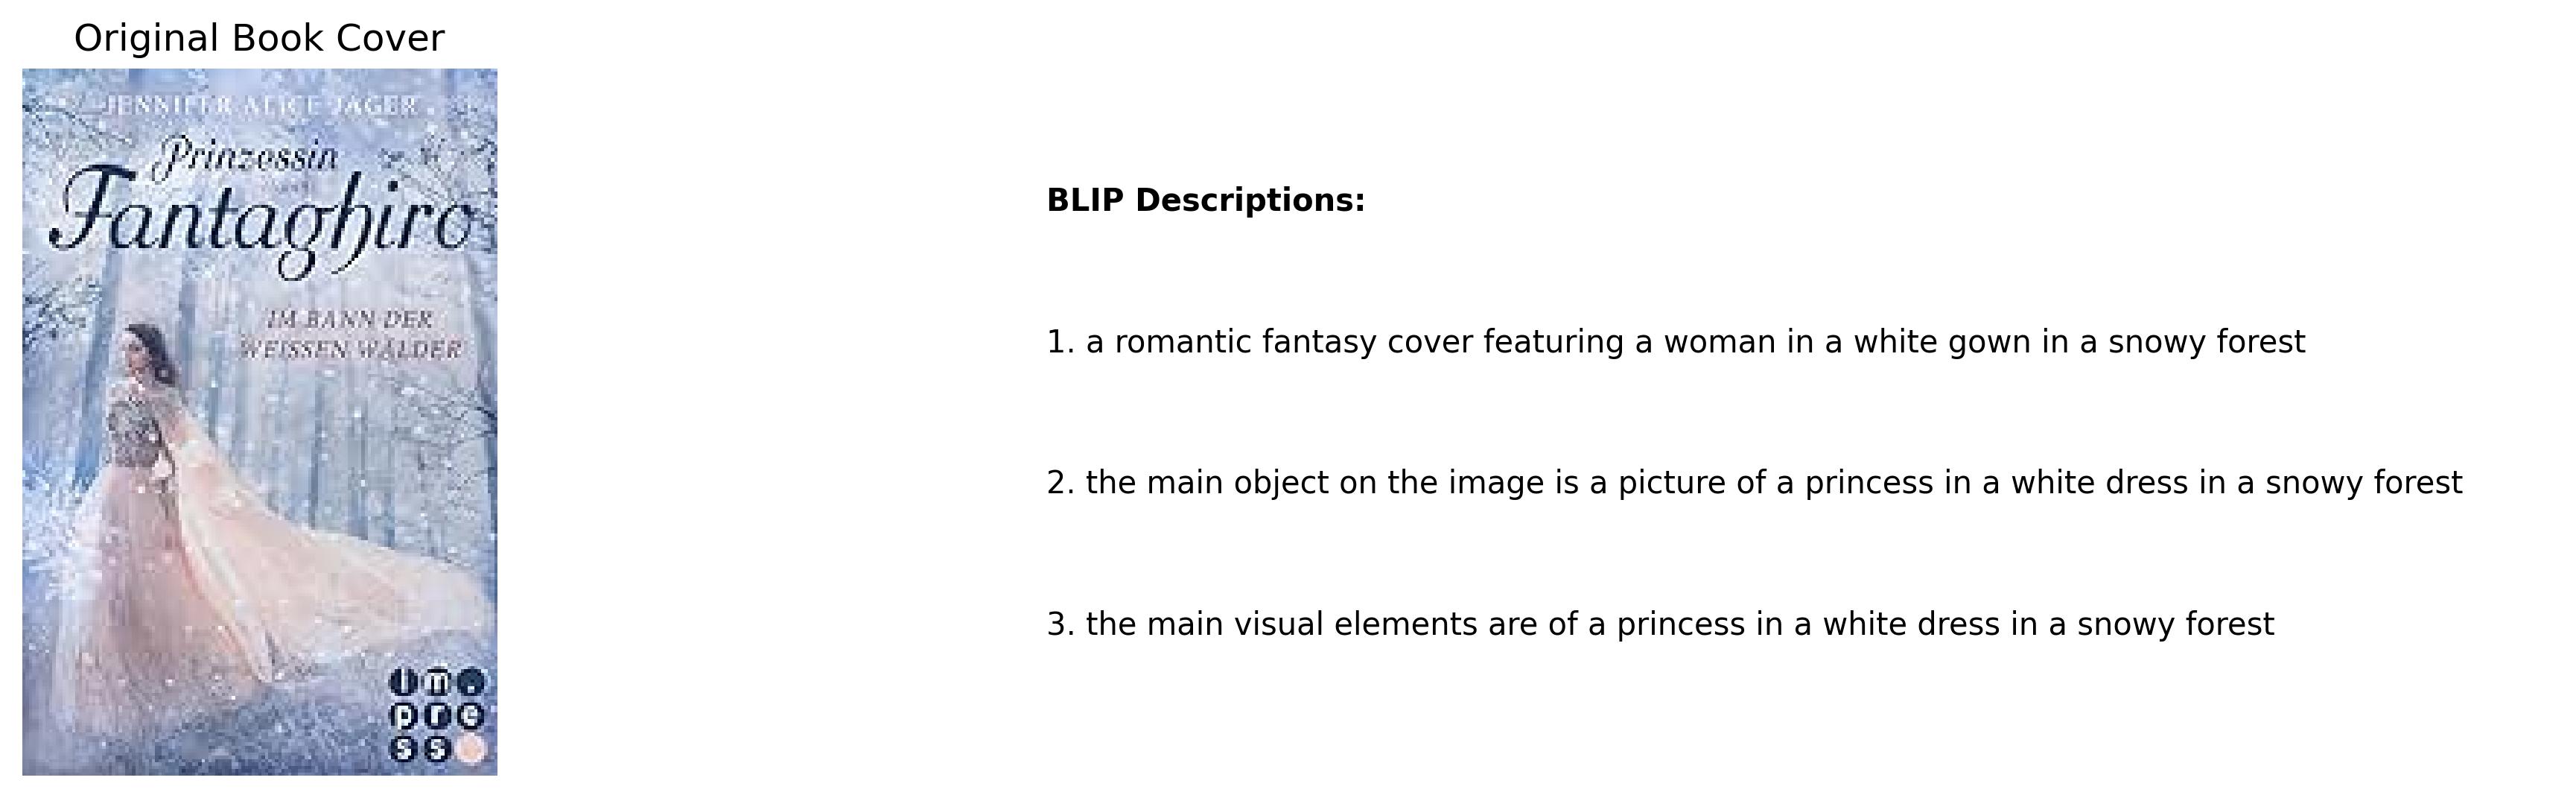 Original Book Cover
JENNIFER ALICE JAGER
Prinzessin
Fantaghiro
IM BANN DER
WEISSEN WÄLDER
im.
pre
ss
BLIP Descriptions:
1. a romantic fantasy cover featuring a woman in a white gown in a snowy forest
2. the main object on the image is a picture of a princess in a white dress in a snowy forest
3. the main visual elements are of a princess in a white dress in a snowy forest